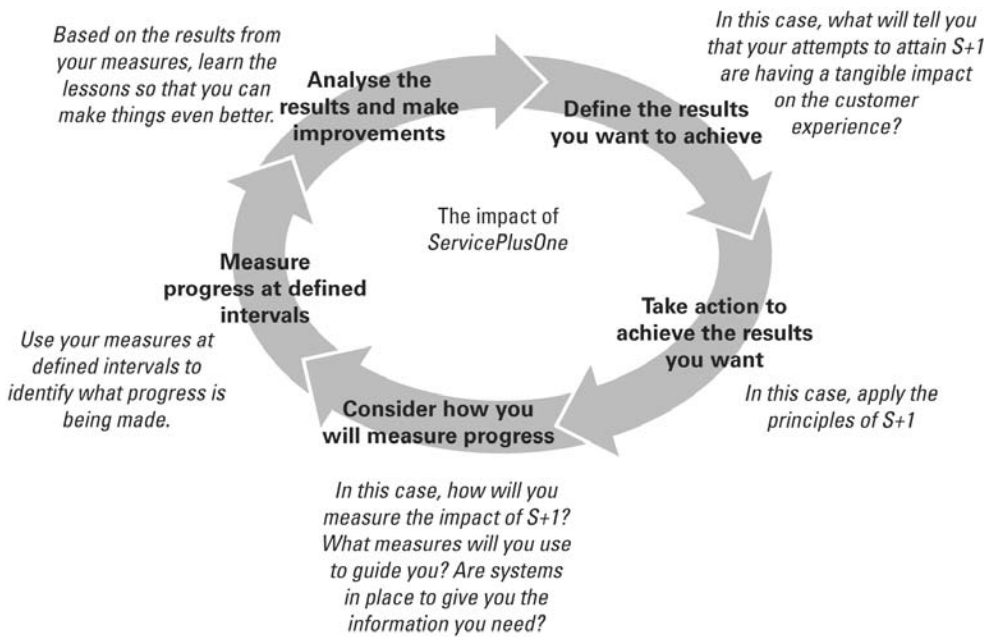 Based on the results from
your measures, learn the
lessons so that you can
make things even better.
Analyse the
results and make
improvements
In this case, what will tell you
that your attempts to attain S+1
are having a tangible impact
on the customer
experience?
Define the results
you want to achieve
The impact of
ServicePlusOne
Measure
progress at defined
intervals
Use your measures at
defined intervals to
identify what progress is
being made.
Take action to
achieve the results
you want
In this case, apply the
principles of S+1
Consider how you
will measure progress
In this case, how will you
measure the impact of S+1?
What measures will you use
to guide you? Are systems
in place to give you the
information you need?